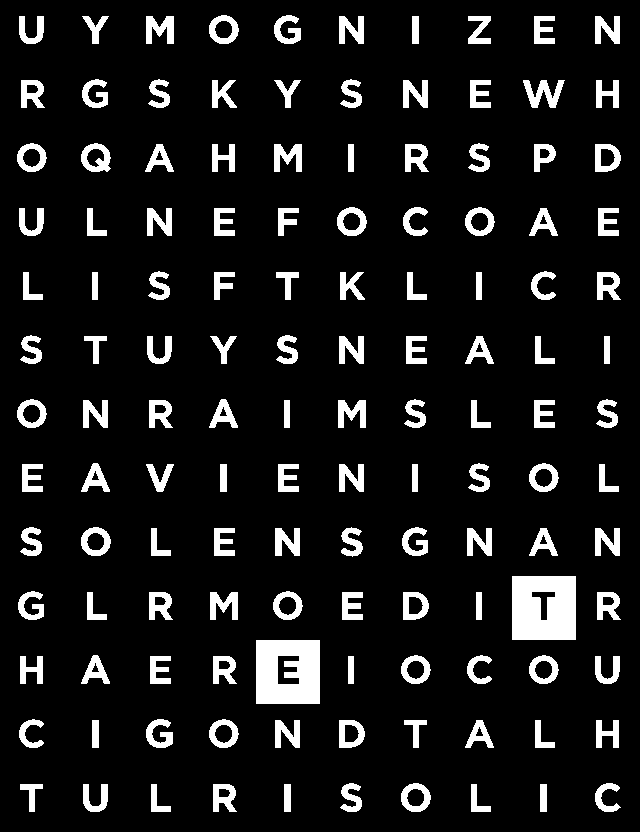 U Y M O G N I Z E N
R G S K Y S N E W H
O Q A H M I R S P D
U L N E F O C O A E
L I S F T K L I C R
S T U Y S N E A L I
O N R A I M S L E S
E A V I E N I S O L
S O L E N S G N A N
G L R M O E D I T R
H A E R E I O C O U
C I G O N D T A L H
T U L R I S O L I C